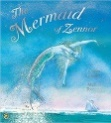 The
Mermaid
of Zennor